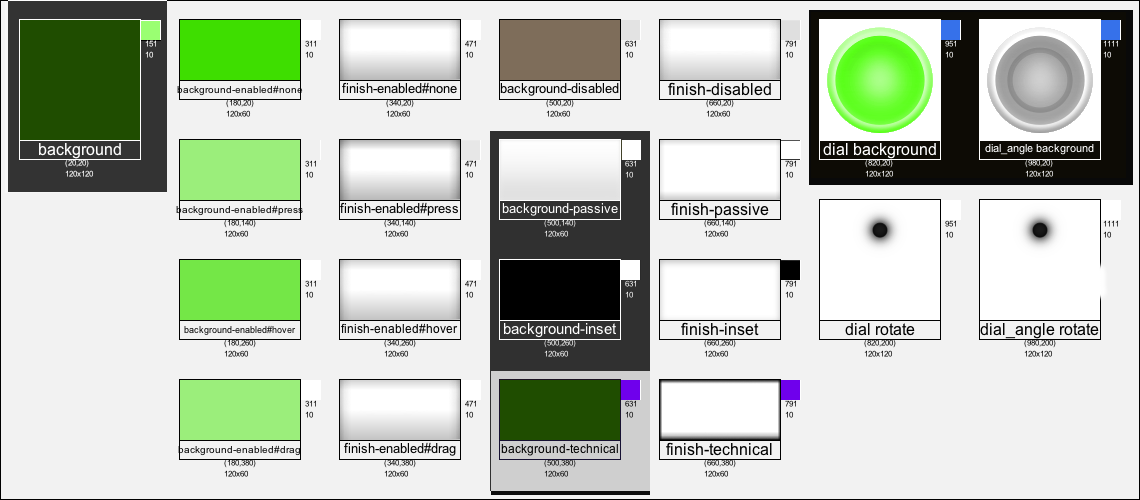 background
(20,20)
120x120
151
10
background-enabled#none
(180,20)
120x60
311
10
finish-enabled#none
(340,20)
120x60
471
10
background-disabled
(500,20)
120x60
631
10
finish-disabled
(660,20)
120x60
791
10
dial background
(820,20)
120x120
951
10
dial_angle background
(980,20)
120x120
1111
10
background-enabled#press
(180,140)
120x60
311
10
finish-enabled#press
(340,140)
120x60
471
10
background-passive
(500,140)
120x60
631
10
finish-passive
(660,140)
120x60
791
10
dial rotate
(820,200)
120x120
951
10
dial_angle rotate
(980,200)
120x120
1111
10
background-enabled#hover
(180,260)
120x60
311
10
finish-enabled#hover
(340,260)
120x60
471
10
background-inset
(500,260)
120x60
631
10
finish-inset
(660,260)
120x60
791
10
background-enabled#drag
(180,380)
120x60
311
10
finish-enabled#drag
(340,380)
120x60
471
10
background-technical
(500,380)
120x60
631
10
finish-technical
(660,380)
120x60
791
10